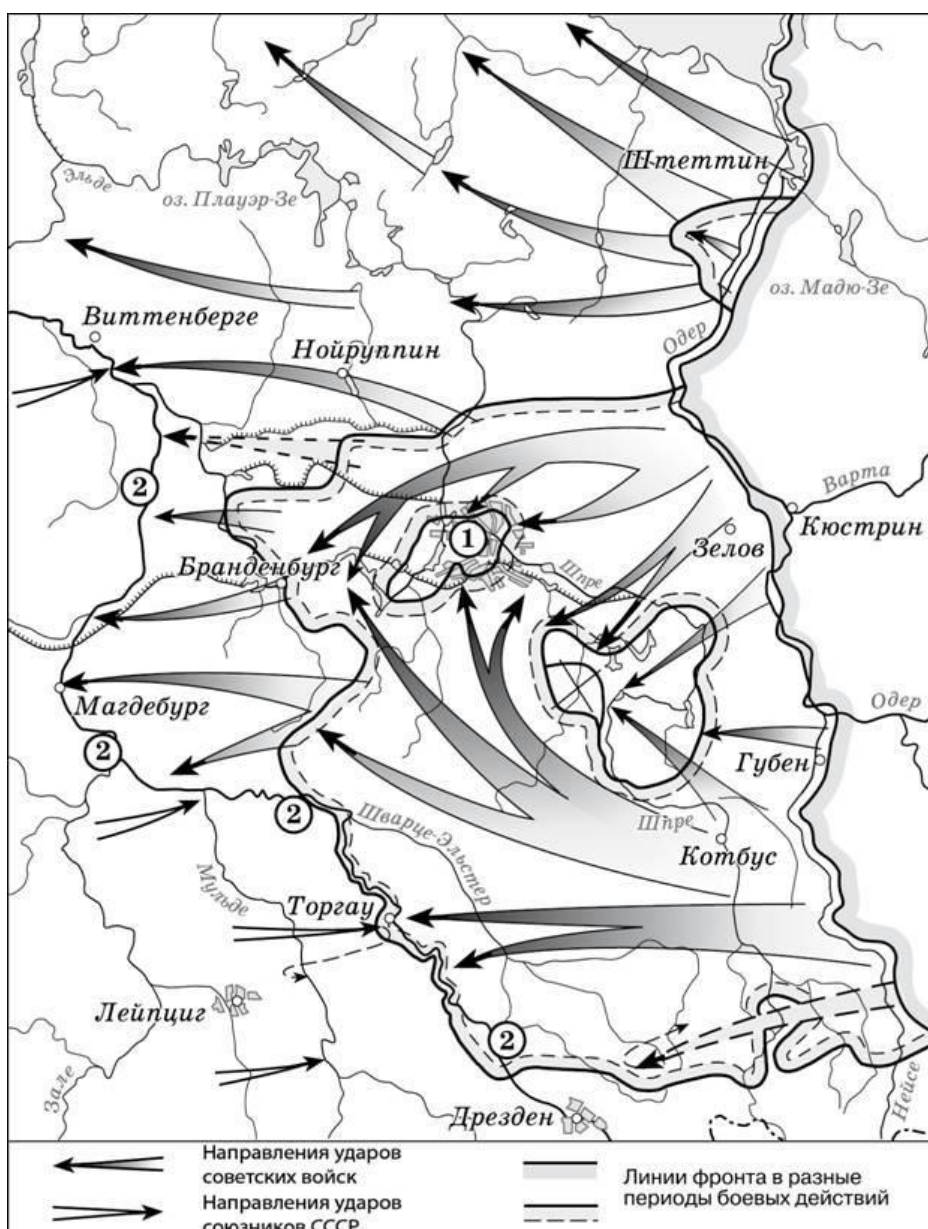 Штеттин
Эльде
оз. Плауэр-Зе
оз. Мадю-Зе
Виттенберге
Одер
Нойруппин
2
Варта
1
Кюстрин
Зелов
Шпре
Бранденбург
Магдебург
Одер
2
Губен
2
Шварце-Эльстер
Шпре
Котбус
Мульде
Торгау
Лейпциг
2
Зале
Нейсе
Дрезден
Направления ударов
советских войск
Направления ударов
союзников СССР
Линии фронта в разные
периоды боевых действий